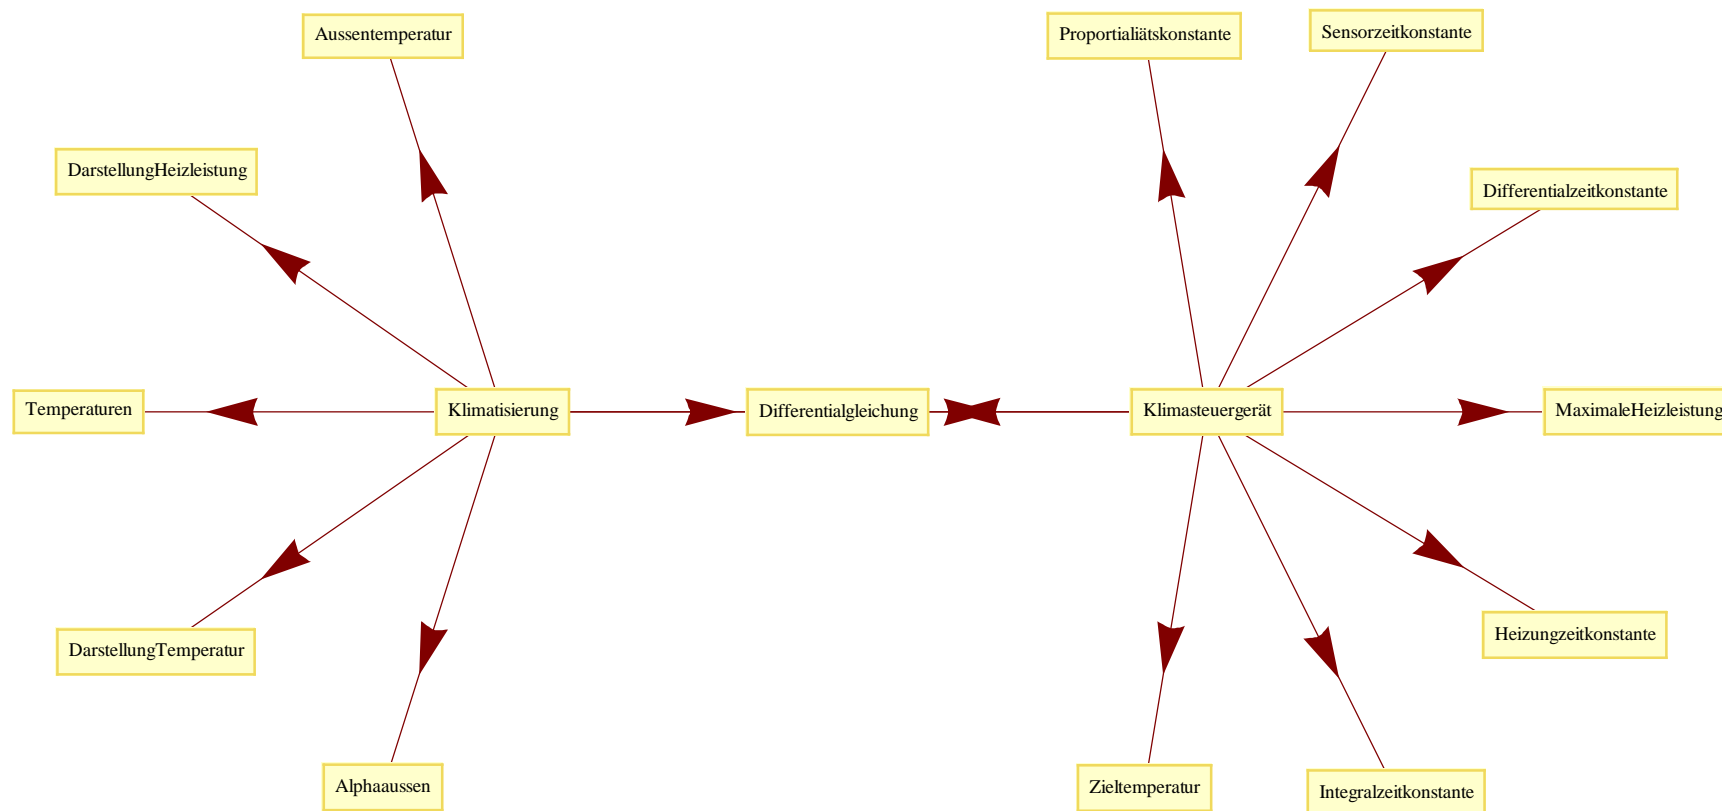 Aussentemperatur
Proportialiätskonstante
Sensorzeitkonstante
DarstellungHeizleistung
Differentialzeitkonstante
Temperaturen
Klimatisierung
Differentialgleichung
Klimasteuergerät
MaximaleHeizleistung
DarstellungTemperatur
Heizungzeitkonstante
Alphaaussen
Zieltemperatur
Integralzeitkonstante